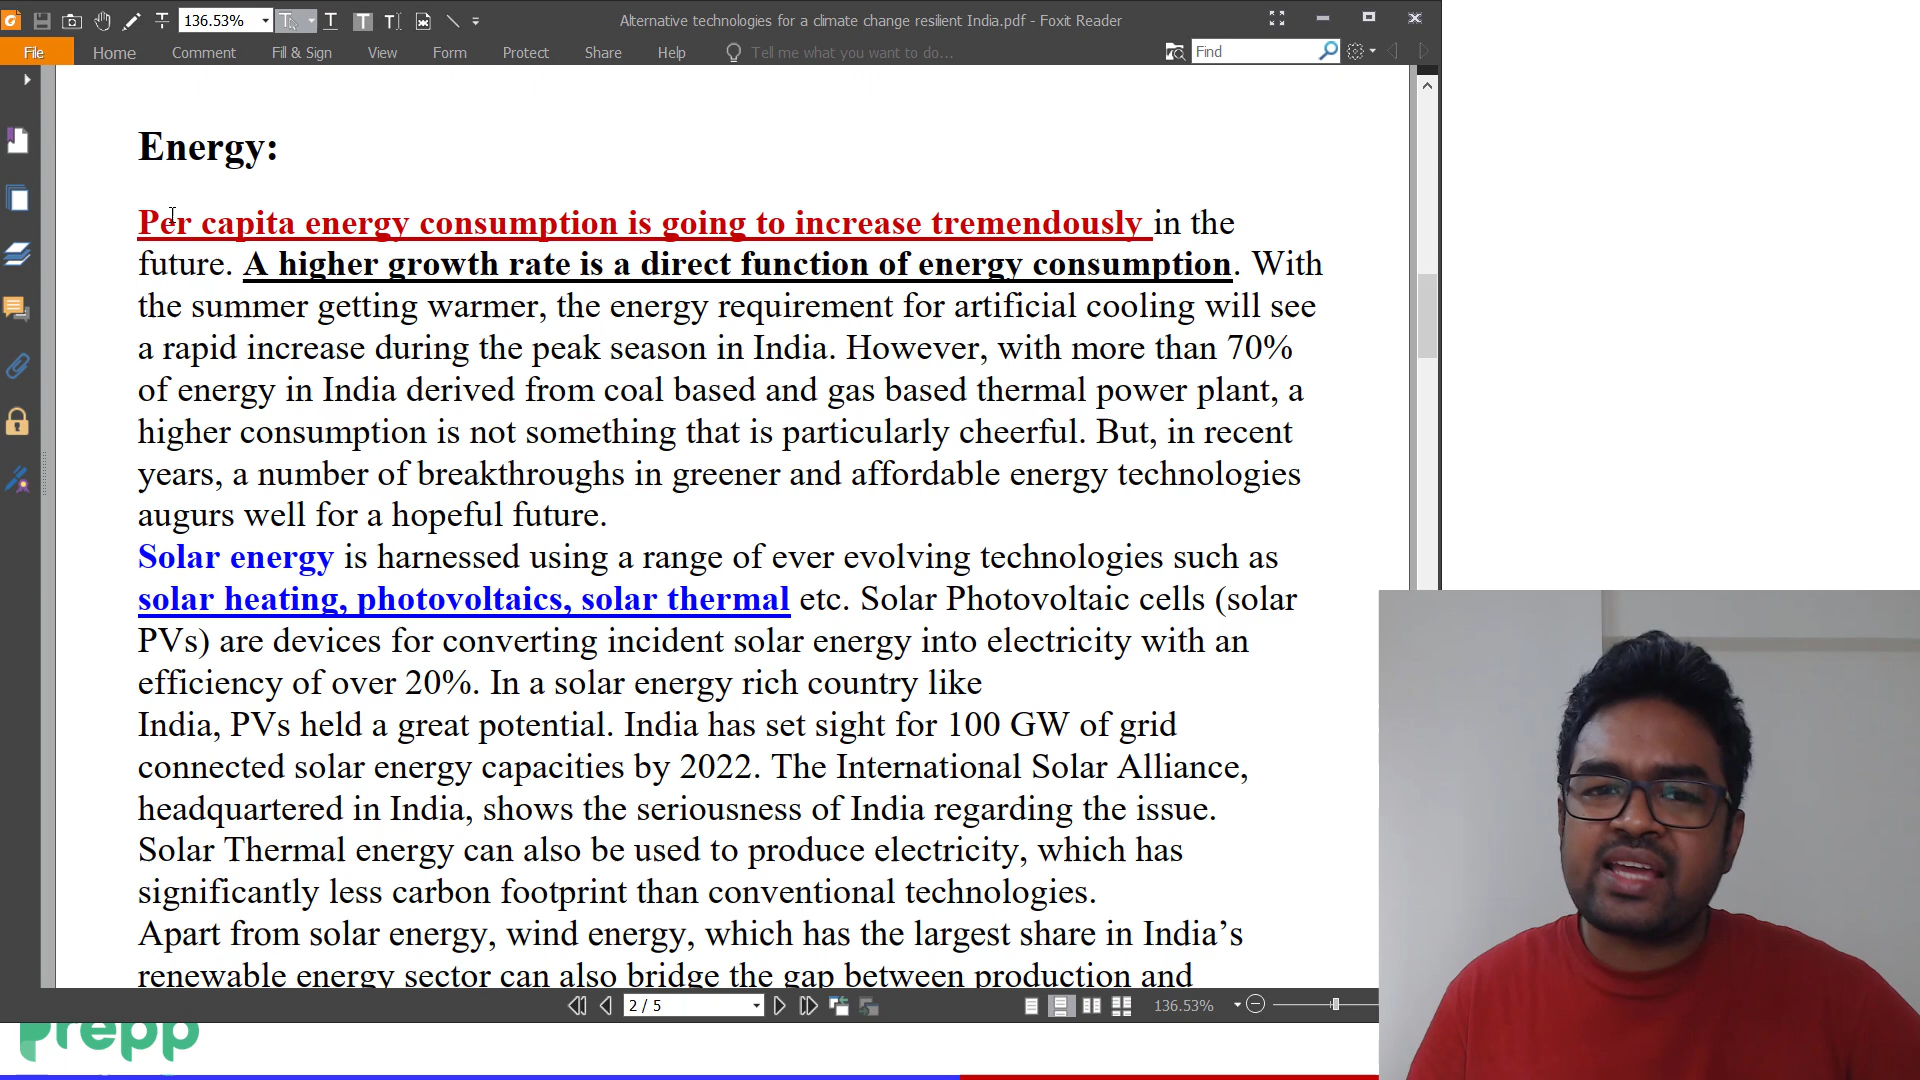 136.53%
Alternative technologies for a climate change resilient India.pdf - Foxit Reader
File Home Comment Fill & Sign View Form Protect Share Help Tell me what you want to do... Find
Energy:
Per capita energy consumption is going to increase tremendously in the
future. A higher growth rate is a direct function of energy consumption. With
the summer getting warmer, the energy requirement for artificial cooling will see
a rapid increase during the peak season in India. However, with more than 70%
of energy in India derived from coal based and gas based thermal power plant, a
higher consumption is not something that is particularly cheerful. But, in recent
years, a number of breakthroughs in greener and affordable energy technologies
augurs well for a hopeful future.
Solar energy is harnessed using a range of ever evolving technologies such as
solar heating, photovoltaics, solar thermal etc. Solar Photovoltaic cells (solar
PVs) are devices for converting incident solar energy into electricity with an
efficiency of over 20%. In a solar energy rich country like
India, PVs held a great potential. India has set sight for 100 GW of grid
connected solar energy capacities by 2022. The International Solar Alliance,
headquartered in India, shows the seriousness of India regarding the issue.
Solar Thermal energy can also be used to produce electricity, which has
significantly less carbon footprint than conventional technologies.
Apart from solar energy, wind energy, which has the largest share in India’s
renewable energy sector can also bridge the gap between production and
2 / 5
136.53%
prepp